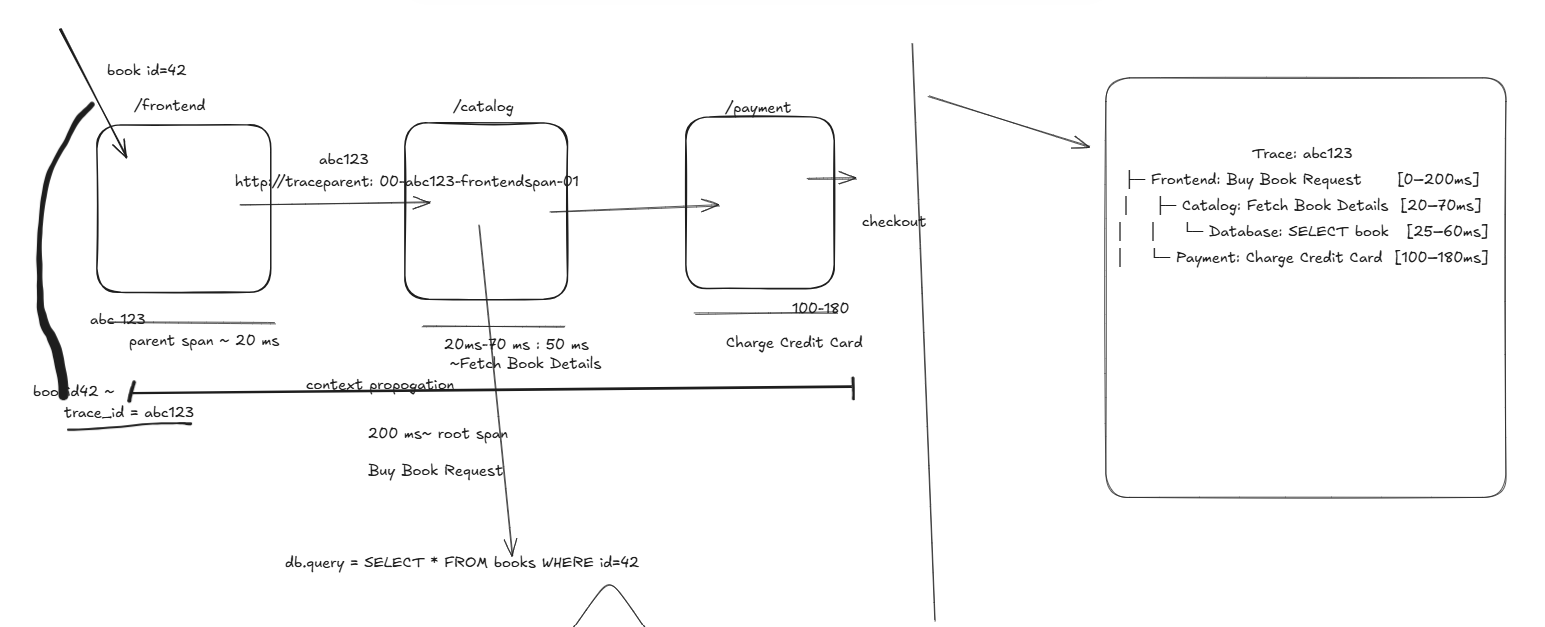 book id=42
/frontend
/catalog
/payment
abc123
http://traceparent: 00-abc123-frontendspan-01
checkout
abc 123
parent span ~ 20 ms
20ms-70 ms : 50 ms
~Fetch Book Details
100-180
Charge Credit Card
context propogation
trace_id = abc123
200 ms~ root span
Buy Book Request
db.query = SELECT * FROM books WHERE id=42
Trace: abc123
├─ Frontend: Buy Book Request [0–200ms]
│ ├─ Catalog: Fetch Book Details [20–70ms]
│ │ └─ Database: SELECT book [25–60ms]
│ └─ Payment: Charge Credit Card [100–180ms]